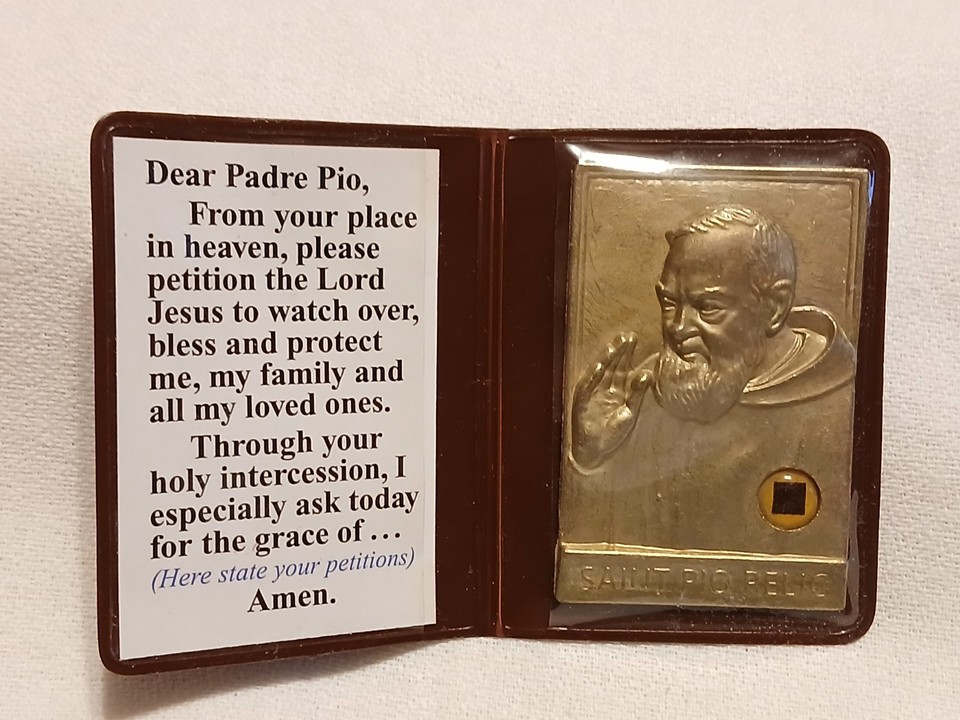 Dear Padre Pio,
From your place
in heaven, please
petition the Lord
Jesus to watch over,
bless and protect
me, my family and
all my loved ones.
Through your
holy intercession, I
especially ask today
for the grace of ...
(Here state your petitions)
Amen.
SAINT PIO RELIC